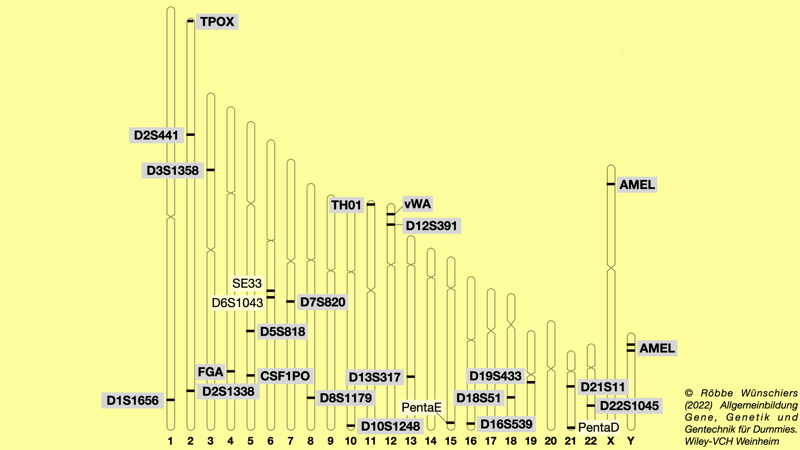 TPOX
D2S441
D3S1358
AMEL
TH01
vWA
D12S391
SE33
D6S1043
D7S820
D5S818
AMEL
FGA
CSF1PO
D13S317
D19S433
D21S11
D1S1656
D2S1338
D8S1179
D18S51
PentaE
D22S1045
D10S1248
D16S539
PentaD
1 2 3 4 5 6 7 8 9 10 11 12 13 14 15 16 17 18 19 20 21 22 X Y
© Röbbe Wünschiers
(2022) Allgemeinbildung
Gene, Genetik und
Gentechnik für Dummies.
Wiley-VCH Weinheim